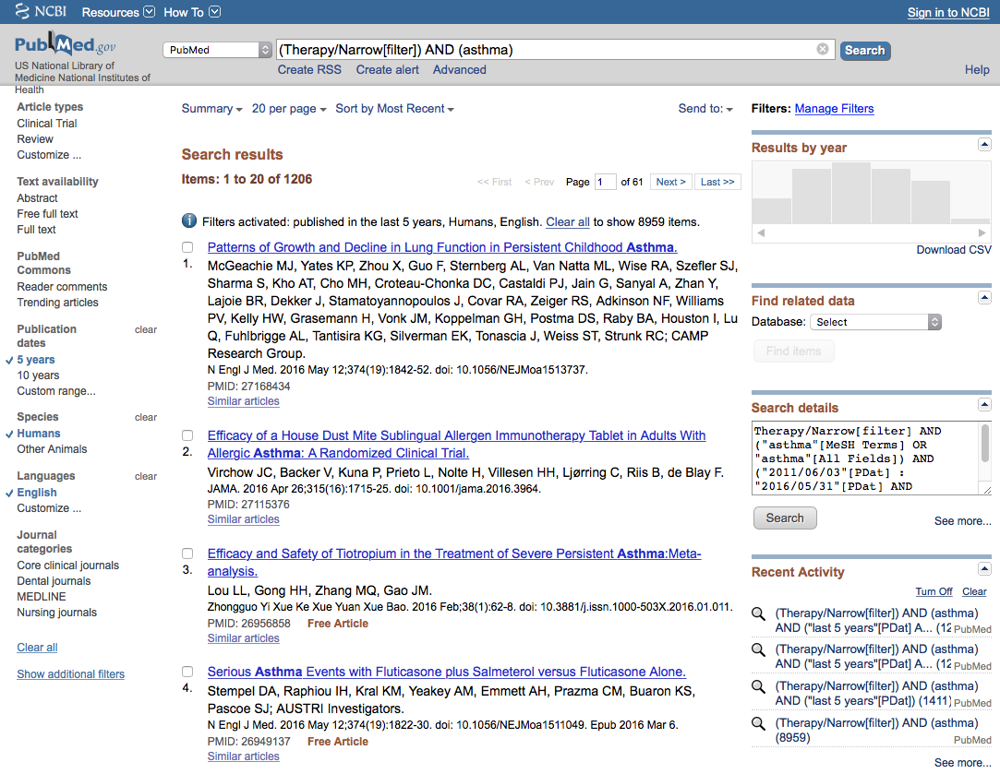 NCBI Resources How To Sign in to NCBI
PubMed.gov
US National Library of
Medicine National Institutes of
Health
PubMed (Therapy/Narrow[filter]) AND (asthma) Search
Create RSS Create alert Advanced
Help
Article types
Clinical Trial
Review
Customize ...
Text availability
Abstract
Free full text
Full text
PubMed
Commons
Reader comments
Trending articles
Publication
dates
clear
5 years
10 years
Custom range...
Species clear
Humans
Other Animals
Languages clear
English
Customize ...
Journal
categories
Core clinical journals
Dental journals
MEDLINE
Nursing journals
Clear all
Show additional filters
Summary 20 per page Sort by Most Recent Send to:
Search results
Items: 1 to 20 of 1206
<< First < Prev Page 1 of 61 Next > Last >>
Filters activated: published in the last 5 years, Humans, English. Clear all to show 8959 items.
Patterns of Growth and Decline in Lung Function in Persistent Childhood Asthma.
1. McGeachie MJ, Yates KP, Zhou X, Guo F, Sternberg AL, Van Natta ML, Wise RA, Szefler SJ,
Sharma S, Kho AT, Cho MH, Croteau-Chonka DC, Castaldi PJ, Jain G, Sanyal A, Zhan Y,
Lajoie BR, Dekker J, Stamatoyannopoulos J, Covar RA, Zeiger RS, Adkinson NF, Williams
PV, Kelly HW, Grasemann H, Vonk JM, Koppelman GH, Postma DS, Raby BA, Houston I, Lu
Q, Fuhlbrigge AL, Tantisira KG, Silverman EK, Tonascia J, Weiss ST, Strunk RC; CAMP
Research Group.
N Engl J Med. 2016 May 12;374(19):1842-52. doi: 10.1056/NEJMoa1513737.
PMID: 27168434
Similar articles
Efficacy of a House Dust Mite Sublingual Allergen Immunotherapy Tablet in Adults With
2. Allergic Asthma: A Randomized Clinical Trial.
Virchow JC, Backer V, Kuna P, Prieto L, Nolte H, Villesen HH, Ljørring C, Riis B, de Blay F.
JAMA. 2016 Apr 26;315(16):1715-25. doi: 10.1001/jama.2016.3964.
PMID: 27115376
Similar articles
Efficacy and Safety of Tiotropium in the Treatment of Severe Persistent Asthma:Meta-
3. analysis.
Lou LL, Gong HH, Zhang MQ, Gao JM.
Zhongguo Yi Xue Ke Xue Yuan Xue Bao. 2016 Feb;38(1):62-8. doi: 10.3881/j.issn.1000-503X.2016.01.011.
PMID: 26956858 Free Article
Similar articles
Serious Asthma Events with Fluticasone plus Salmeterol versus Fluticasone Alone.
4. Stempel DA, Raphiou IH, Kral KM, Yeakey AM, Emmett AH, Prazma CM, Buaron KS,
Pascoe SJ; AUSTRI Investigators.
N Engl J Med. 2016 May 12;374(19):1822-30. doi: 10.1056/NEJMoa1511049. Epub 2016 Mar 6.
PMID: 26949137 Free Article
Similar articles
Filters: Manage Filters
Results by year
Download CSV
Find related data
Database: Select
Find items
Search details
Therapy/Narrow[filter] AND
("asthma"[MeSH Terms] OR
"asthma"[All Fields]) AND
("2011/06/03"[PDat] :
"2016/05/31"[PDat] AND
Search
See more...
Recent Activity
Turn Off Clear
(Therapy/Narrow[filter]) AND (asthma)
AND ("last 5 years"[PDat] A... (12 PubMed
(Therapy/Narrow[filter]) AND (asthma)
AND ("last 5 years"[PDat] A... (12 PubMed
(Therapy/Narrow[filter]) AND (asthma)
AND ("last 5 years"[PDat]) (1411) PubMed
(Therapy/Narrow[filter]) AND (asthma)
(8959) PubMed
See more...